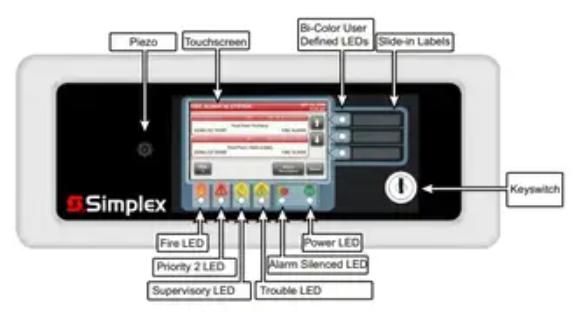 Piezo
Touchscreen
Bi-Color User
Defined LEDs
Slide-in Labels
Simplex
Keyswitch
Fire LED
Power LED
Priority 2 LED
Alarm Silenced LED
Supervisory LED
Trouble LED